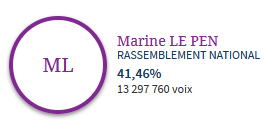 ML
Marine LE PEN
RASSEMBLEMENT NATIONAL
41,46%
13 297 760 voix